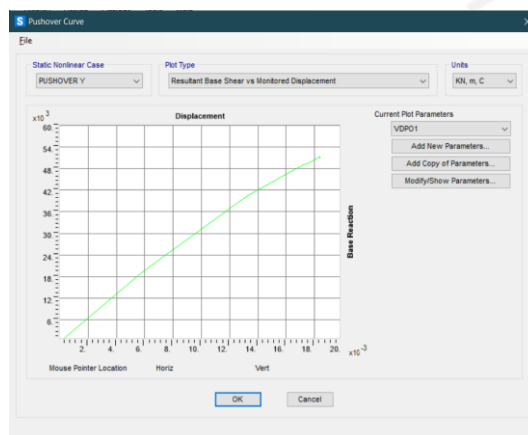 S Pushover Curve X
File
Static Nonlinear Case Plot Type Units
PUSHOVER Y Resultant Base Shear vs Monitored Displacement KN, m, C
x10 3 Displacement Current Plot Parameters
60. VDPO1
54. Add New Parameters...
48. Add Copy of Parameters...
42. Modify/Show Parameters...
36.
30. Base Reaction
24.
18.
12.
6.
2. 4. 6. 8. 10. 12. 14. 16. 18. 20. x10 -3
Mouse Pointer Location Horiz Vert
OK Cancel